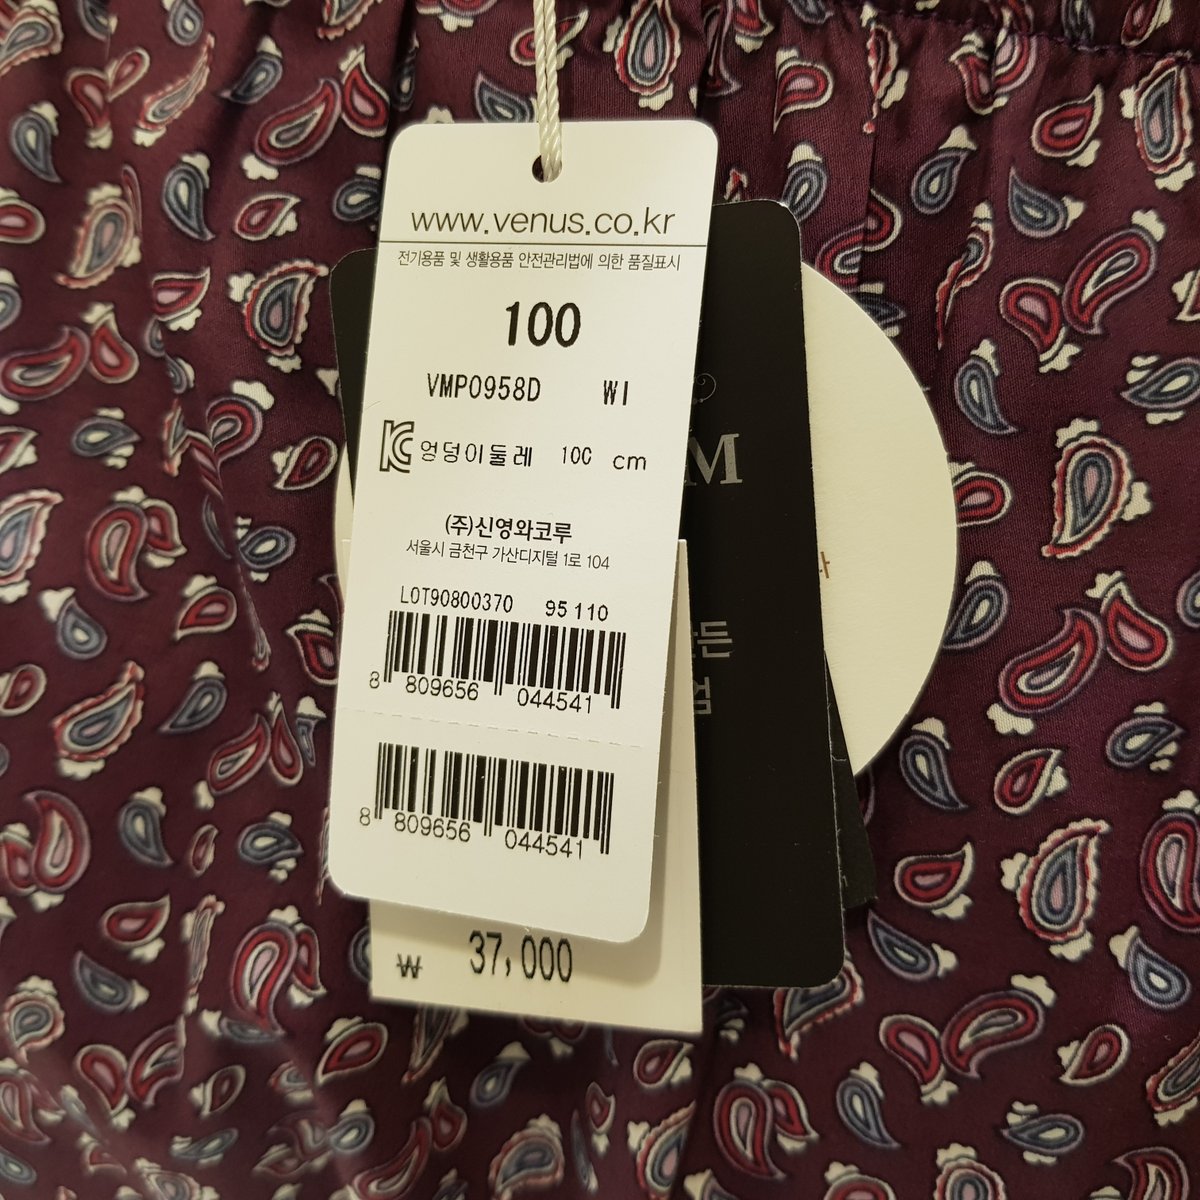 www.venus.co.kr
전기용품 및 생활용품 안전관리법에 의한 품질표시
100
VMP0958D WI
KC 엉덩이둘레 100 cm
(주)신영와코루
서울시 금천구 가산디지털 1로 104
LOT90800370 95 110
8 809656 044541
8 809656 044541
₩ 37,000
M